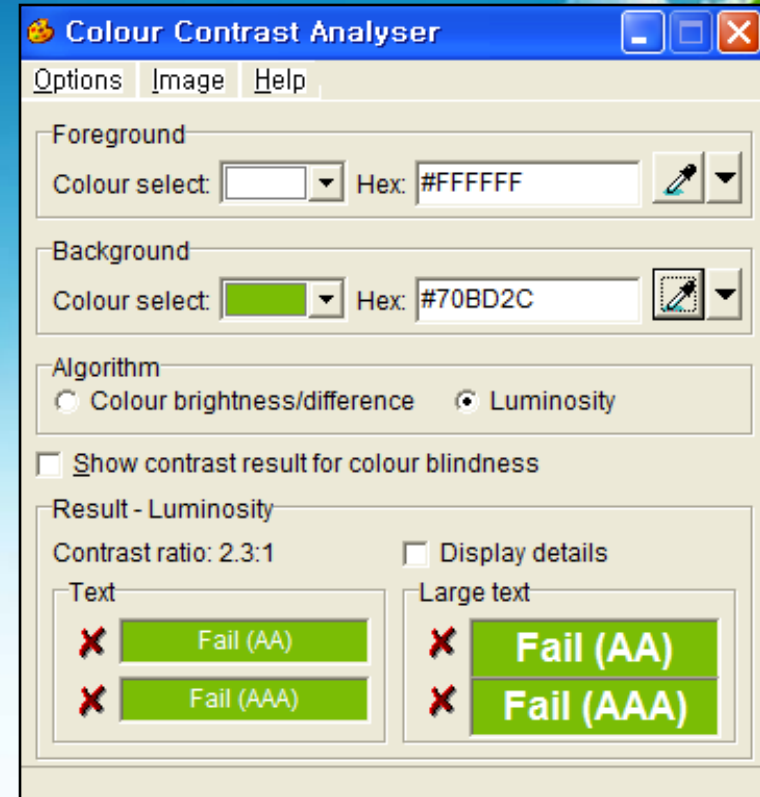 Colour Contrast Analyser
Options Image Help
Foreground
Colour select: Hex: #FFFFFF
Background
Colour select: Hex: #70BD2C
Algorithm
Colour brightness/difference Luminosity
Show contrast result for colour blindness
Result - Luminosity
Contrast ratio: 2.3:1 Display details
Text Large text
Fail (AA) Fail (AA)
Fail (AAA) Fail (AAA)